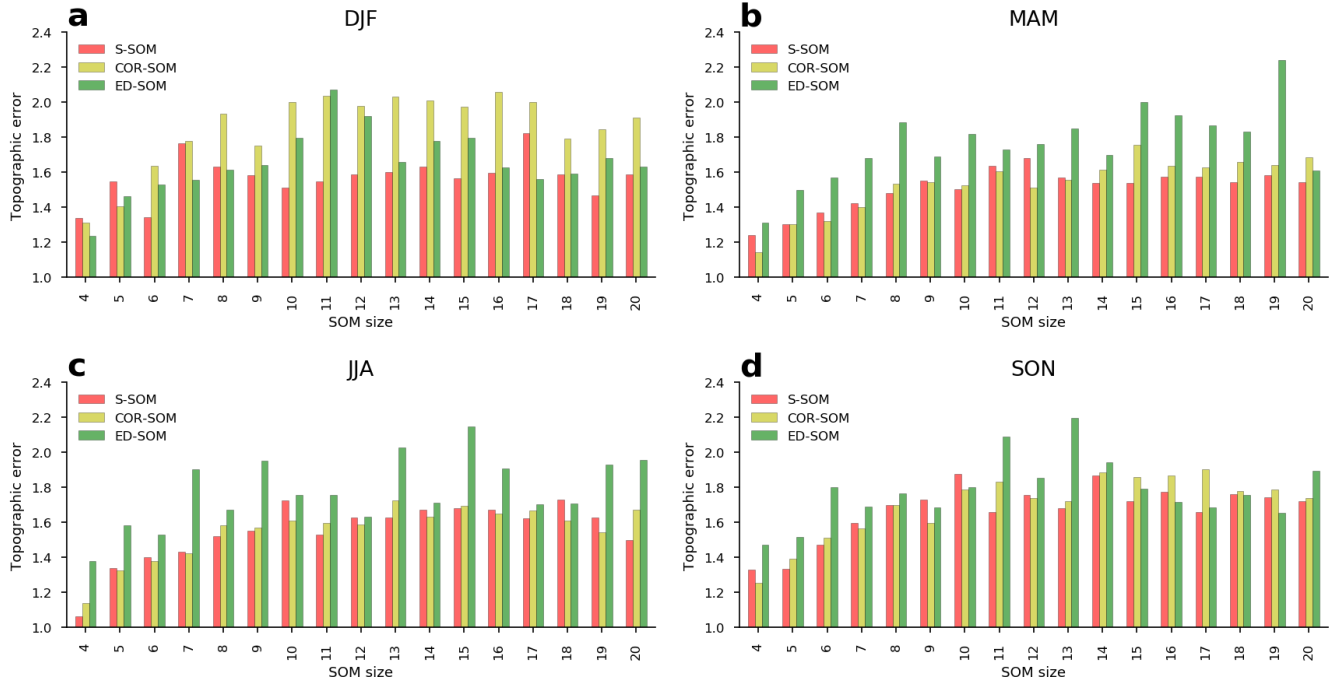 a
DJF
2.4
2.2
2.0
1.8
1.6
1.4
1.2
1.0
Topographic error
S-SOM
COR-SOM
ED-SOM
4 5 6 7 8 9 10 11 12 13 14 15 16 17 18 19 20
SOM size
b
MAM
2.4
2.2
2.0
1.8
1.6
1.4
1.2
1.0
Topographic error
S-SOM
COR-SOM
ED-SOM
4 5 6 7 8 9 10 11 12 13 14 15 16 17 18 19 20
SOM size
c
JJA
2.4
2.2
2.0
1.8
1.6
1.4
1.2
1.0
Topographic error
S-SOM
COR-SOM
ED-SOM
4 5 6 7 8 9 10 11 12 13 14 15 16 17 18 19 20
SOM size
d
SON
2.4
2.2
2.0
1.8
1.6
1.4
1.2
1.0
Topographic error
S-SOM
COR-SOM
ED-SOM
4 5 6 7 8 9 10 11 12 13 14 15 16 17 18 19 20
SOM size